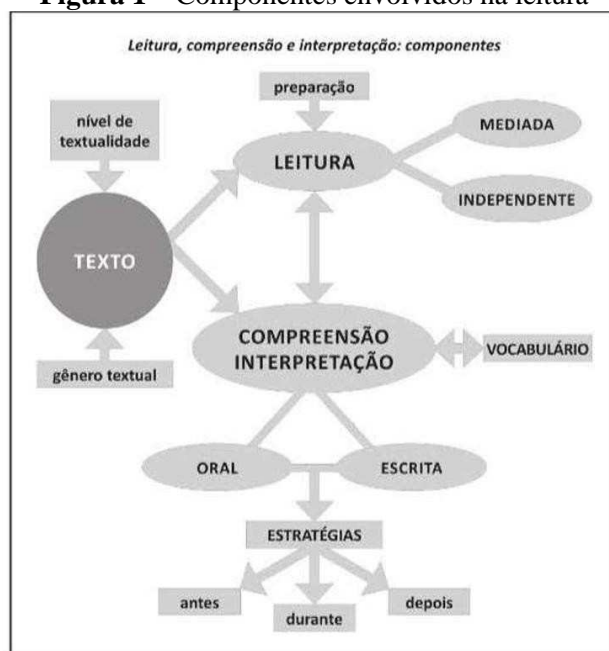 Figura 1 – Componentes envolvidos na leitura
Leitura, compreensão e interpretação: componentes
preparação
nível de
textualidade
MEDIADA
LEITURA
INDEPENDENTE
TEXTO
COMPREENSÃO
INTERPRETAÇÃO
VOCABULÁRIO
gênero textual
ORAL
ESCRITA
ESTRATÉGIAS
antes
durante
depois